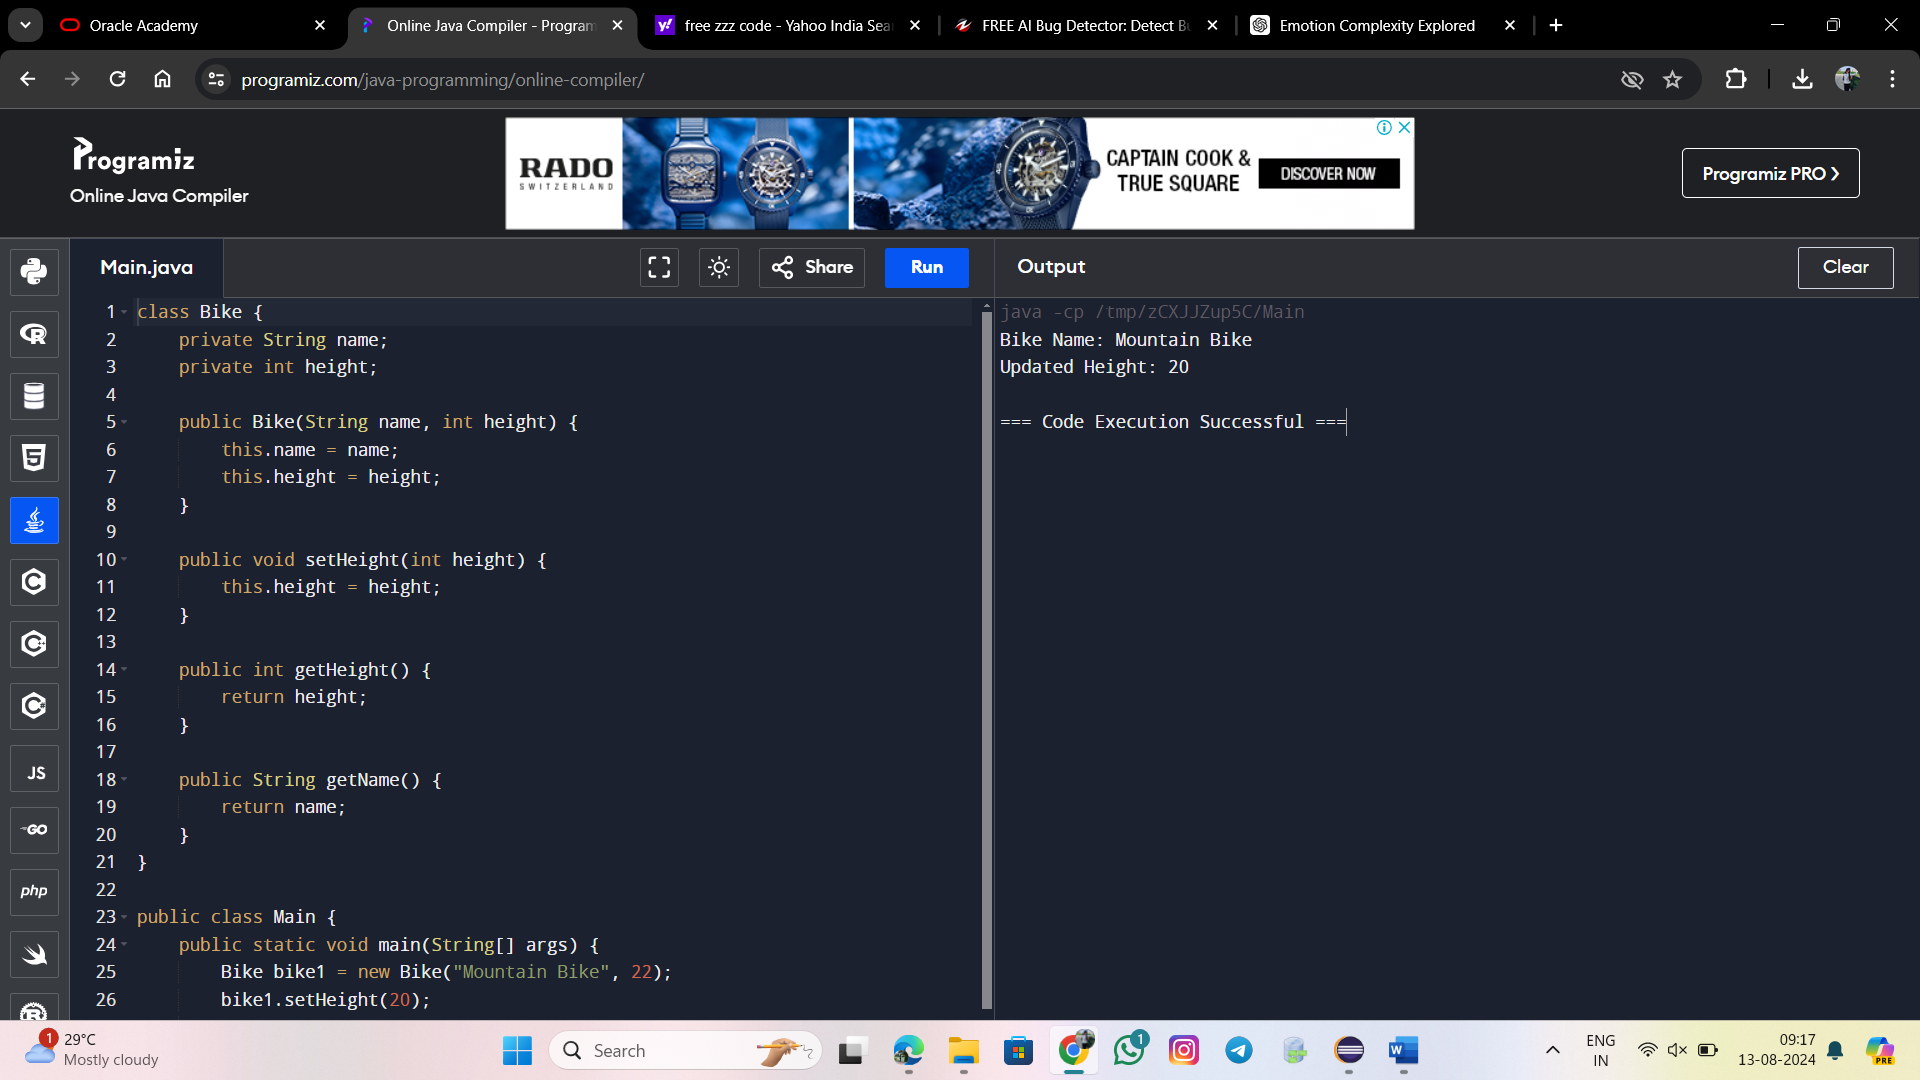 Oracle Academy
Online Java Compiler - Program
free zzz code - Yahoo India Sea
FREE AI Bug Detector: Detect Bu
Emotion Complexity Explored
programiz.com/java-programming/online-compiler/
Programiz
Online Java Compiler
RADO
SWITZERLAND
CAPTAIN COOK &
TRUE SQUARE
DISCOVER NOW
Programiz PRO >
Main.java
Share
Run
Output
Clear
1 class Bike {
2 private String name;
3 private int height;
4
5 public Bike(String name, int height) {
6 this.name = name;
7 this.height = height;
8 }
9
10 public void setHeight(int height) {
11 this.height = height;
12 }
13
14 public int getHeight() {
15 return height;
16 }
17
18 public String getName() {
19 return name;
20 }
21 }
22
23 public class Main {
24 public static void main(String[] args) {
25 Bike bike1 = new Bike("Mountain Bike", 22);
26 bike1.setHeight(20);
java -cp /tmp/zCXJJZup5C/Main
Bike Name: Mountain Bike
Updated Height: 20
=== Code Execution Successful ===
JS
GO
php
1
29°C
Mostly cloudy
Search
1
W
ENG
IN
09:17
13-08-2024
PRE